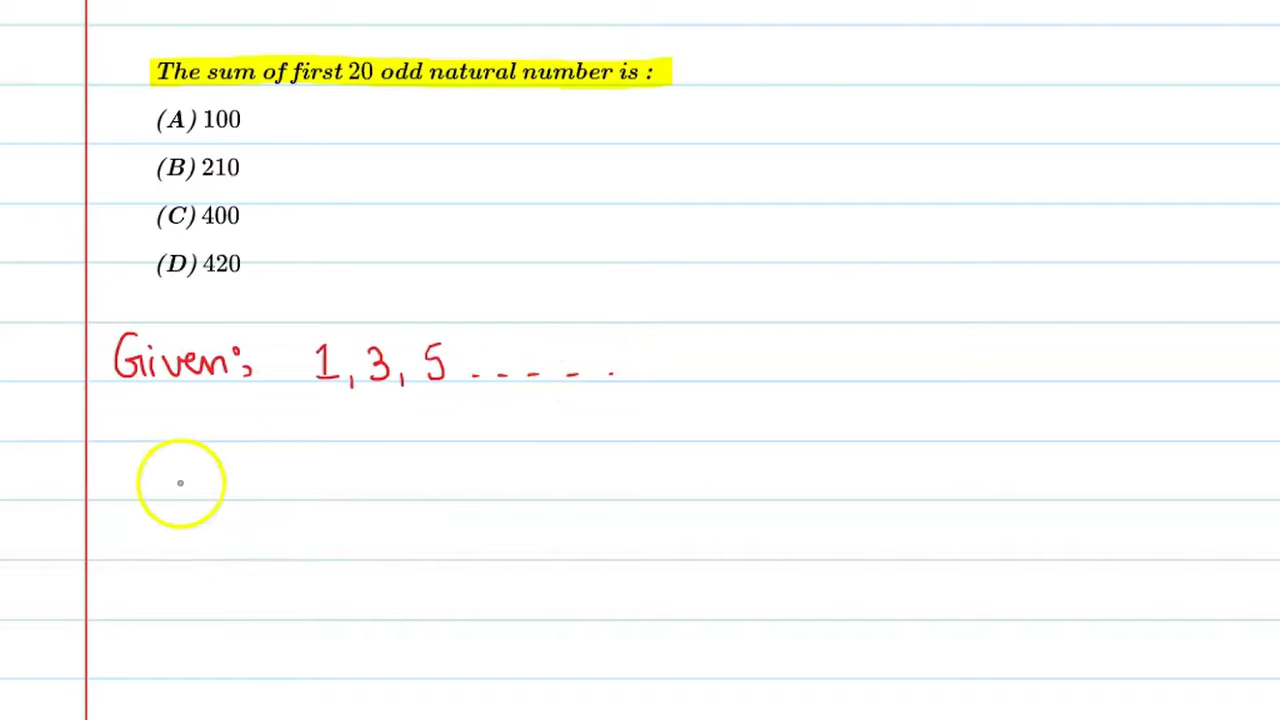 The sum of first 20 odd natural number is :
(A) 100
(B) 210
(C) 400
(D) 420
Given: 1, 3, 5 - - - - .